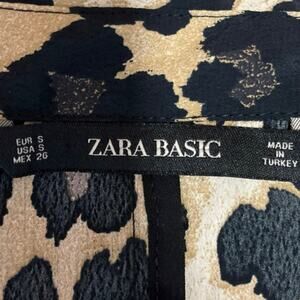 EUR S
USA S
MEX 26
ZARA BASIC
MADE
IN
TURKEY